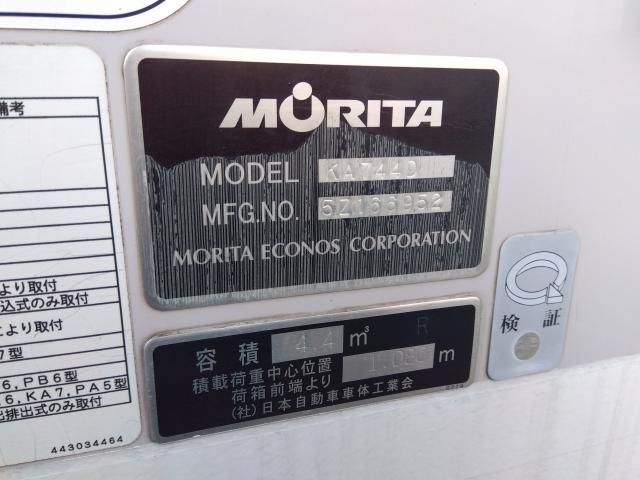 備考
より取付
込式のみ取付
により取付
7型
6,PB6型
6,KA7,PA5型
排出式のみ取付
443034464
MORITA
MODEL KA744D
MFG.NO. 5Z166952
MORITA ECONOS CORPORATION
容積 4.4 m³ R
積載荷重中心位置
荷箱前端より m
(社)日本自動車車体工業会
検証